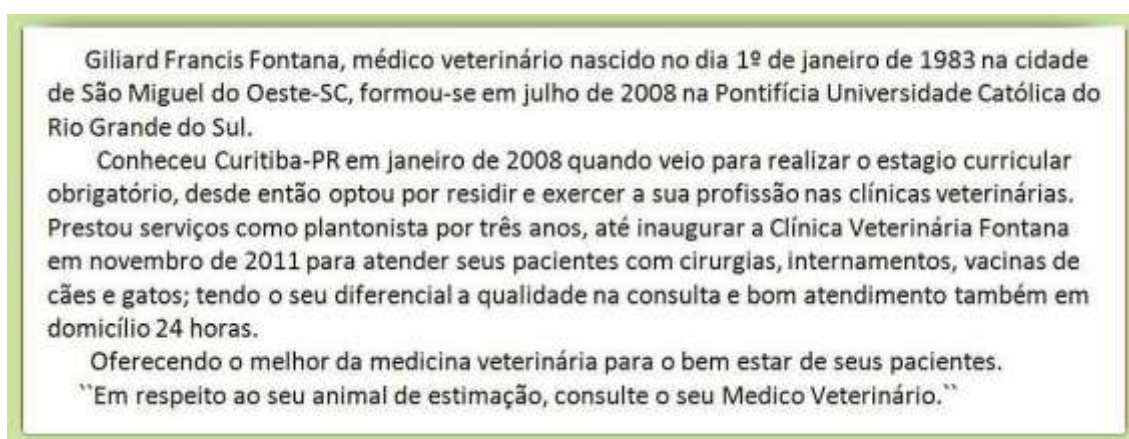 Giliard Francis Fontana, médico veterinário nascido no dia 1º de janeiro de 1983 na cidade
de São Miguel do Oeste-SC, formou-se em julho de 2008 na Pontifícia Universidade Católica do
Rio Grande do Sul.
Conheceu Curitiba-PR em janeiro de 2008 quando veio para realizar o estagio curricular
obrigatório, desde então optou por residir e exercer a sua profissão nas clínicas veterinárias.
Prestou serviços como plantonista por três anos, até inaugurar a Clínica Veterinária Fontana
em novembro de 2011 para atender seus pacientes com cirurgias, internamentos, vacinas de
cães e gatos; tendo o seu diferencial a qualidade na consulta e bom atendimento também em
domicílio 24 horas.
Oferecendo o melhor da medicina veterinária para o bem estar de seus pacientes.
``Em respeito ao seu animal de estimação, consulte o seu Medico Veterinário.``